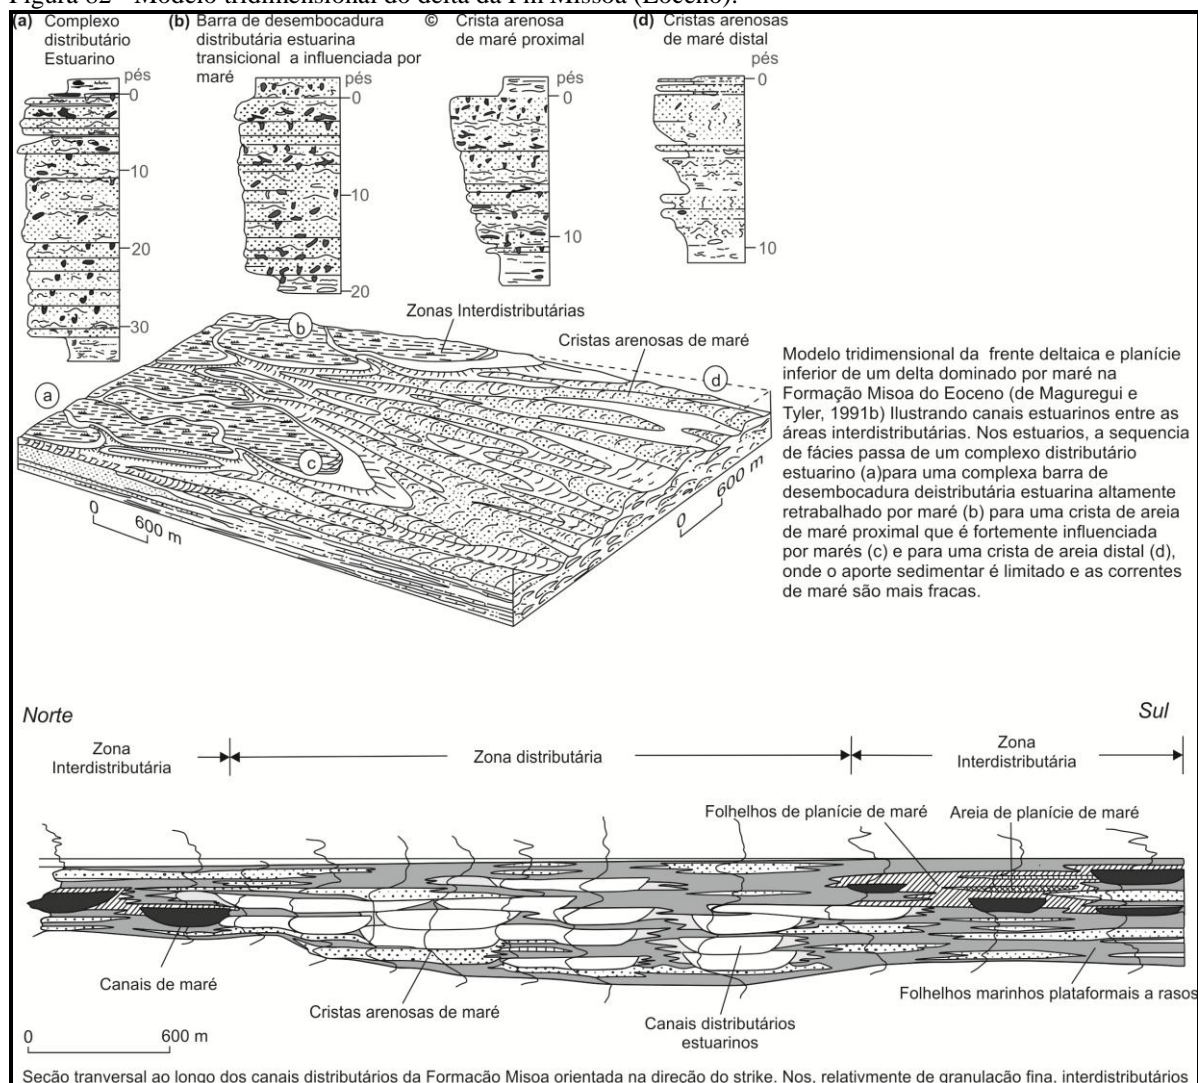 Figura 82 - Modelo tridimensional do delta da Fm Missoa (Eoceno).
(a) Complexo
distributário
Estuarino
pés
0
10
20
30
(b) Barra de desembocadura
distributária estuarina
transicional a influenciada por
maré
pés
0
10
20
© Crista arenosa
de maré proximal
pés
0
10
(d) Cristas arenosas
de maré distal
pés
0
10
Zonas Interdistributárias
Cristas arenosas de maré
a
b
c
d
0
600 m
0
600 m
Modelo tridimensional da frente deltaica e planície
inferior de um delta dominado por maré na
Formação Misoa do Eoceno (de Maguregui e
Tyler, 1991b) Ilustrando canais estuarinos entre as
áreas interdistributárias. Nos estuarios, a sequencia
de fácies passa de um complexo distributário
estuarino (a)para uma complexa barra de
desembocadura deistributária estuarina altamente
retrabalhado por maré (b) para uma crista de areia
de maré proximal que é fortemente influenciada
por marés (c) e para uma crista de areia distal (d),
onde o aporte sedimentar é limitado e as correntes
de maré são mais fracas.
Norte
Sul
Zona
Interdistributária
Zona distributária
Zona
Interdistributária
Folhelhos de planície de maré
Areia de planície de maré
Canais de maré
Cristas arenosas de maré
Canais distributários
estuarinos
Folhelhos marinhos plataformais a rasos
0
600 m
Seção tranversal ao longo dos canais distributários da Formação Misoa orientada na direção do strike. Nos, relativmente de granulação fina, interdistributários